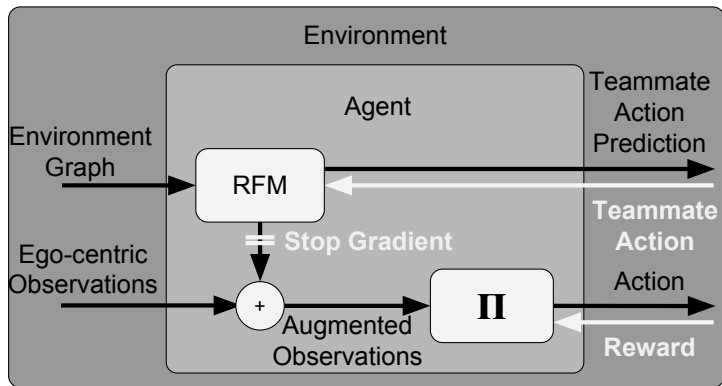 Environment
Agent
Teammate
Action
Prediction
Environment
Graph
RFM
Teammate
Action
Stop Gradient
Ego-centric
Observations
Action
+
Π
Augmented
Observations
Reward